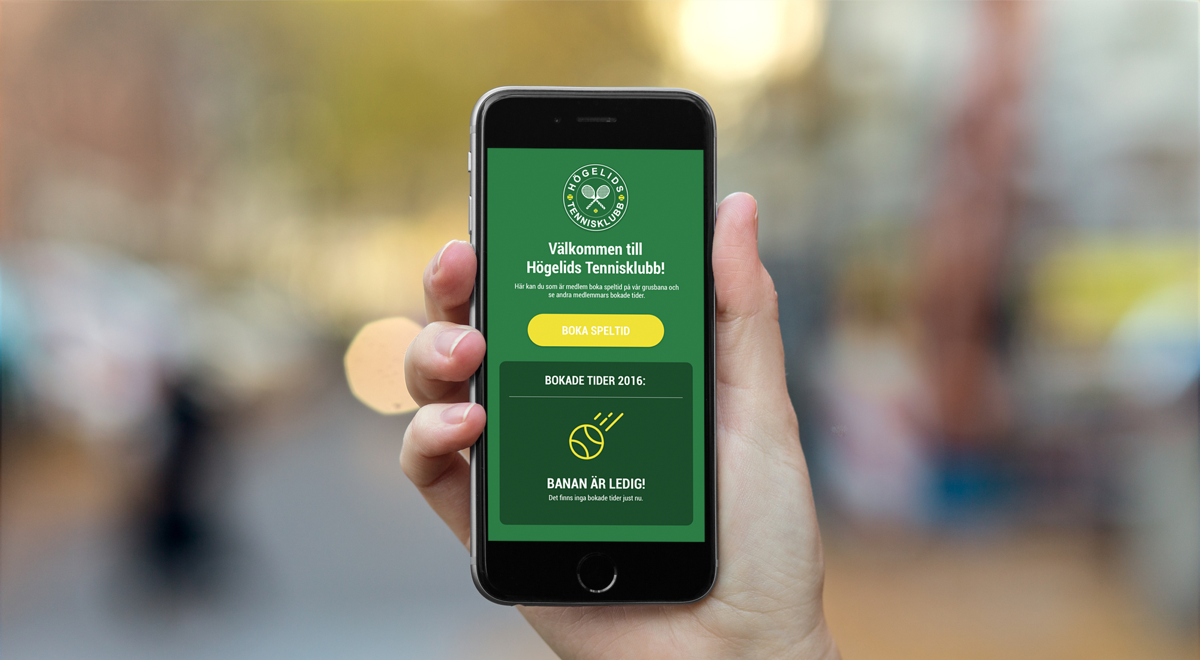 HÖGELIDS
TENNISKLUBB
Välkommen till
Högelids Tennisklubb!
Här kan du som är medlem boka speltid på vår grusbana och
se andra medlemmars bokade tider.
BOKA SPELTID
BOKADE TIDER 2016:
BANAN ÄR LEDIG!
Det finns inga bokade tider just nu.